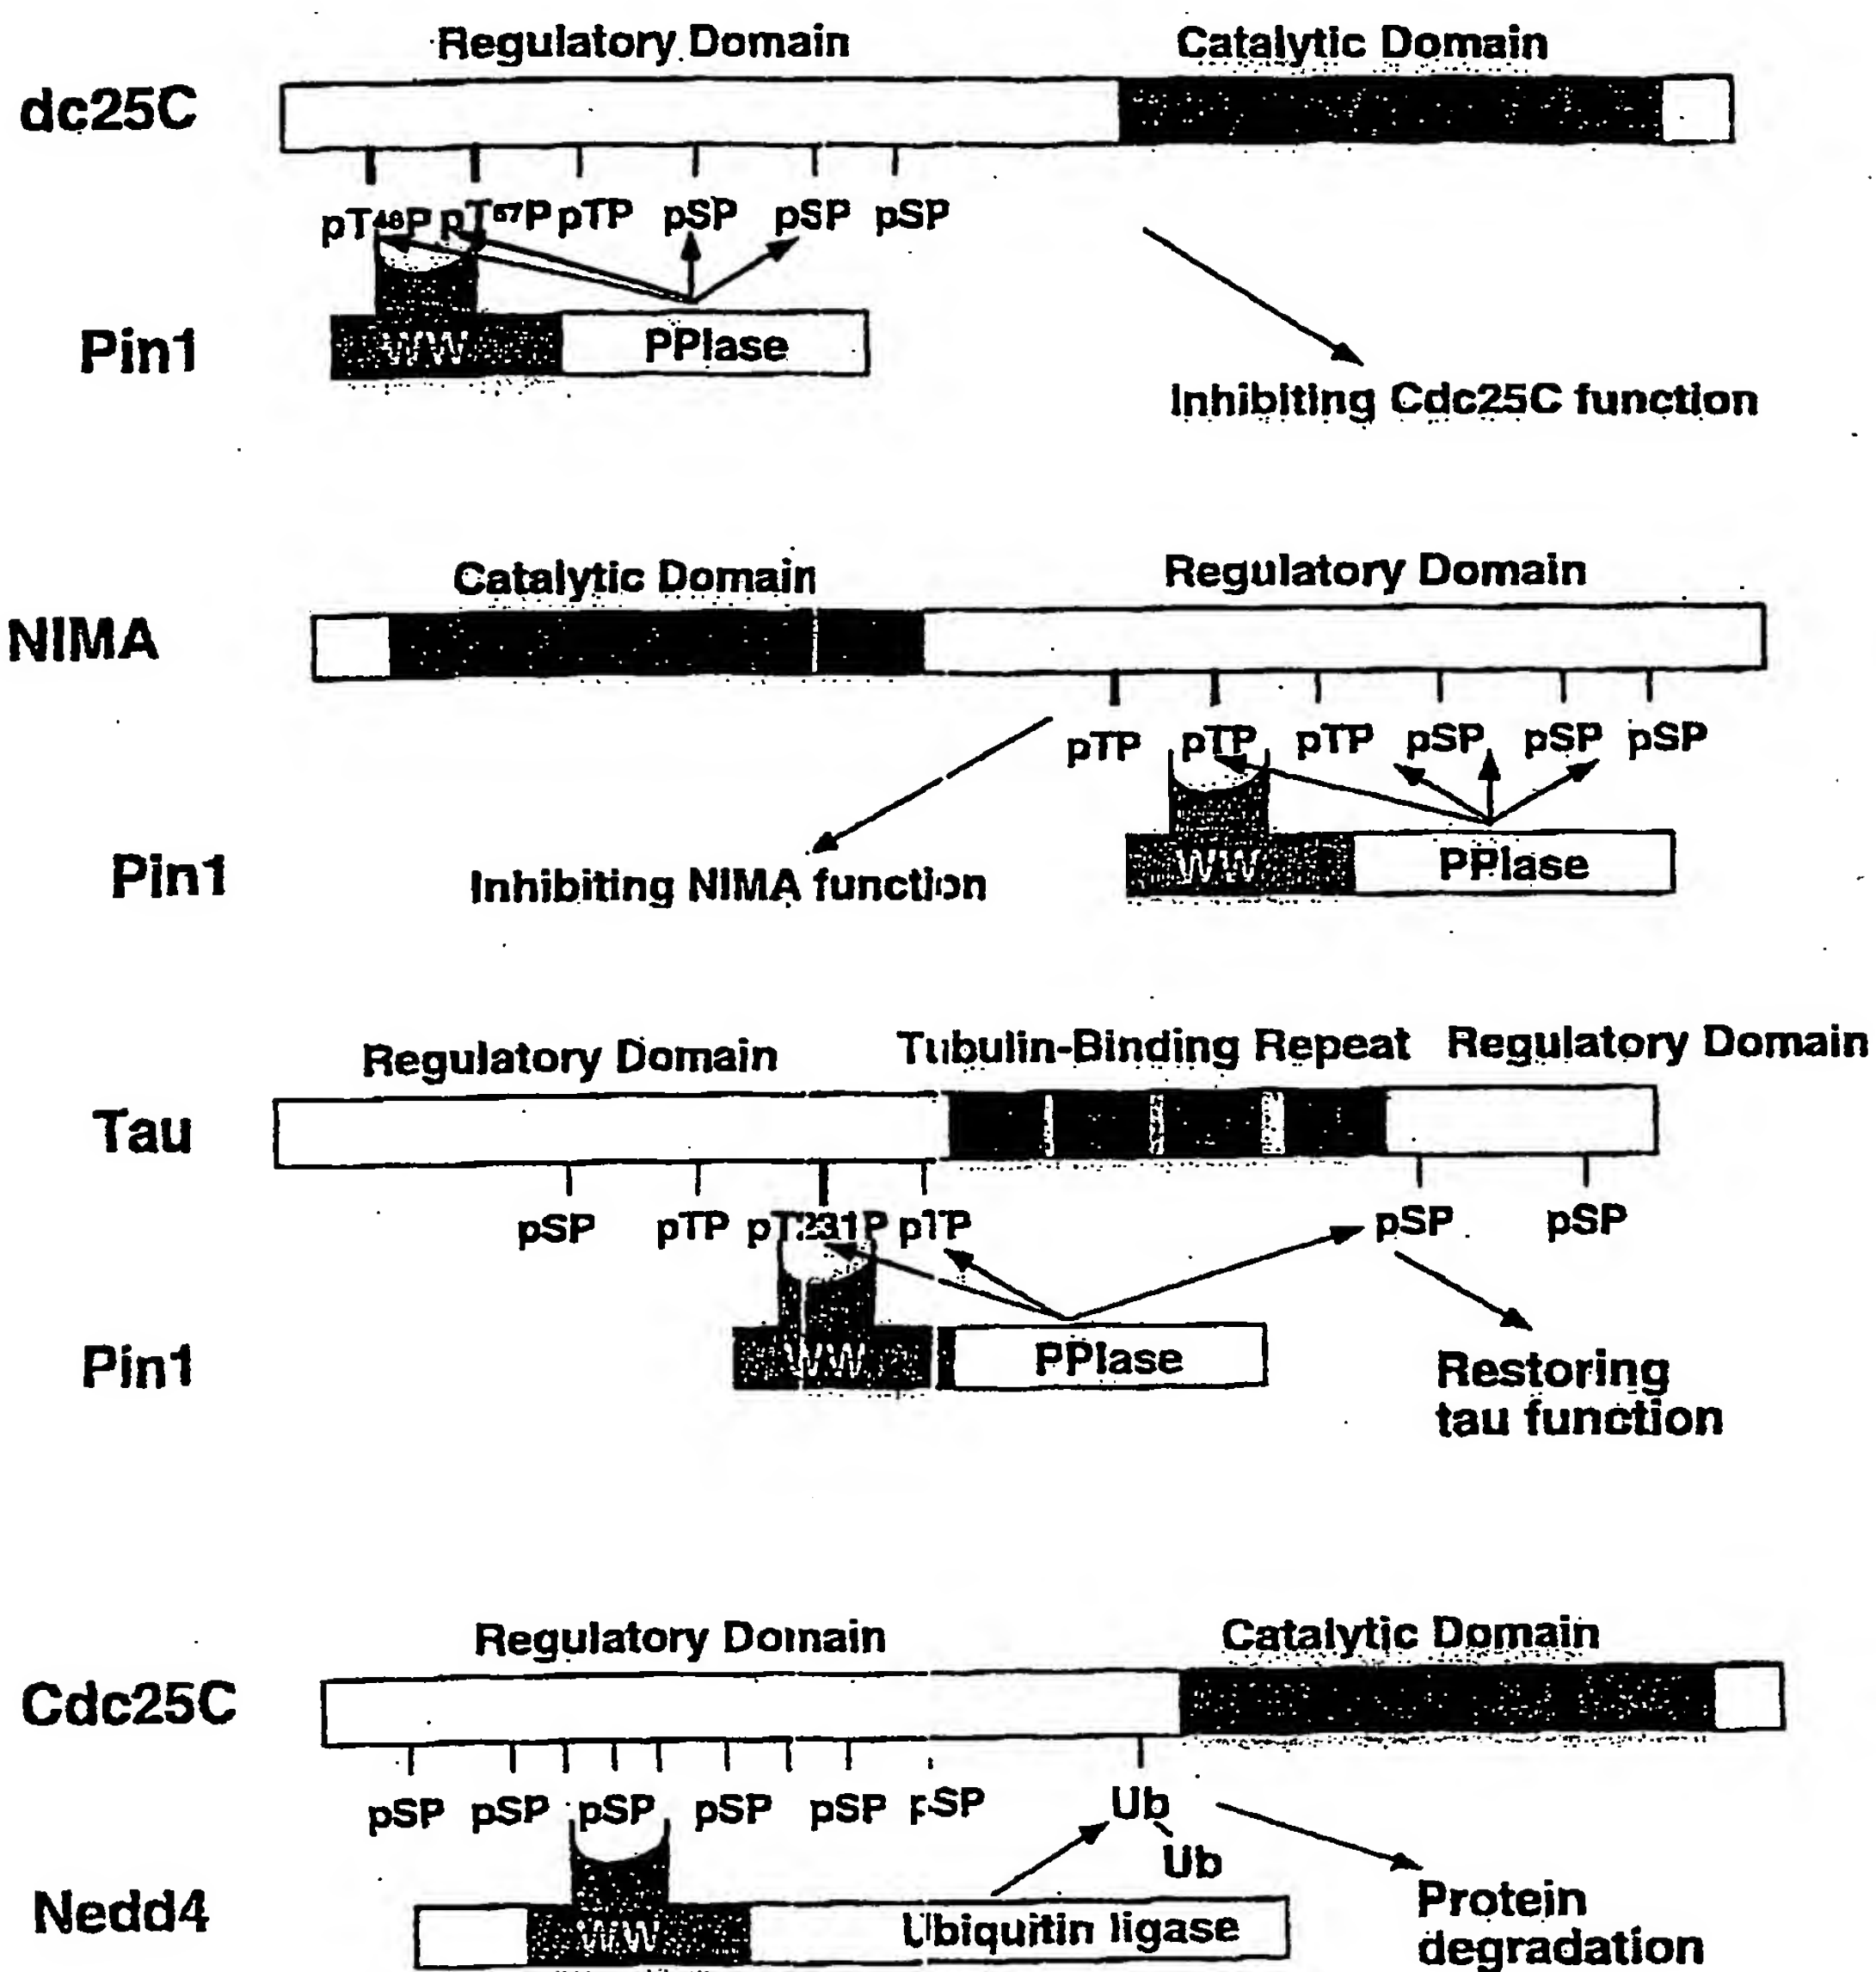 Regulatory Domain Catalytic Domain
dc25C
pT48P pT67P pTP pSP pSP pSP
Pin1 WW PPIase
Inhibiting Cdc25C function
Catalytic Domain Regulatory Domain
NIMA
pTP pTP pTP pSP pSP pSP
Pin1 Inhibiting NIMA function WW PPIase
Regulatory Domain Tubulin-Binding Repeat Regulatory Domain
Tau
pSP pTP pT231P pTP pSP pSP
Pin1 WW PPIase
Restoring
tau function
Regulatory Domain Catalytic Domain
Cdc25C
pSP pSP pSP pSP pSP pSP Ub
Ub
Nedd4 WW Ubiquitin ligase
Protein
degradation